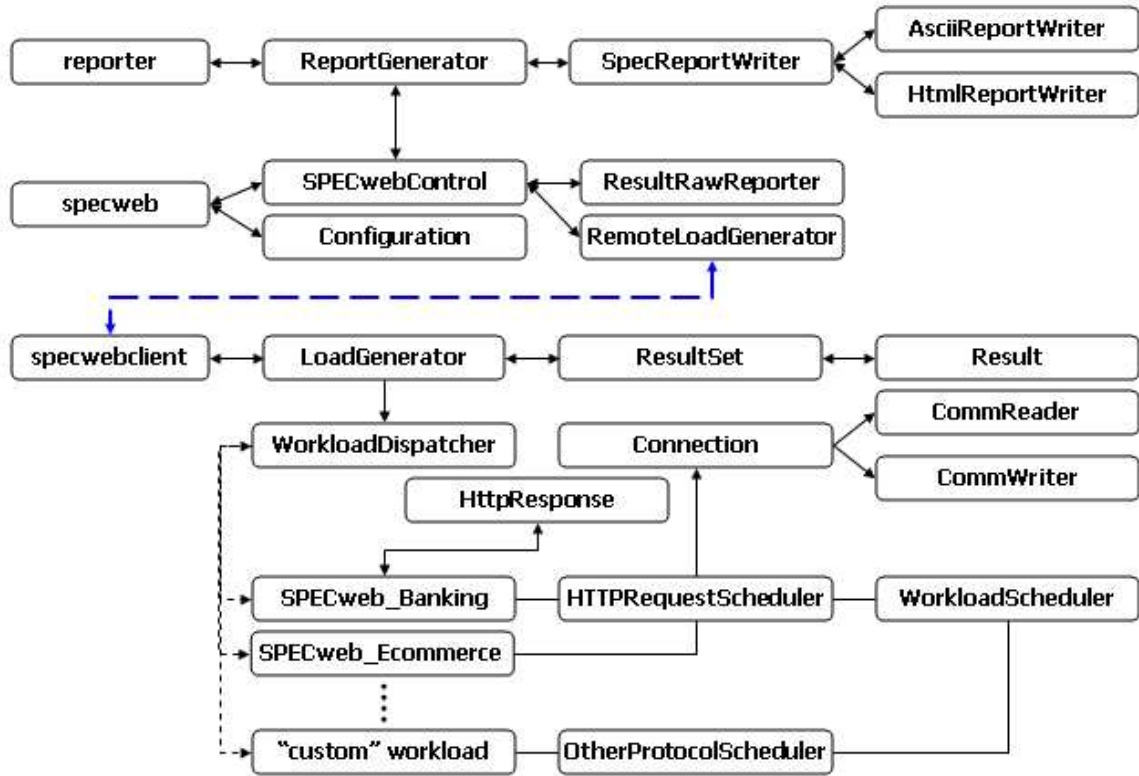 AsciiReportWriter
reporter
ReportGenerator
SpecReportWriter
HtmlReportWriter
SPECwebControl
ResultRawReporter
specweb
Configuration
RemoteLoadGenerator
specwebclient
LoadGenerator
ResultSet
Result
CommReader
WorkloadDispatcher
Connection
CommWriter
HttpResponse
SPECweb_Banking
HTTPRequestScheduler
WorkloadScheduler
SPECweb_Ecommerce
“custom” workload
OtherProtocolScheduler